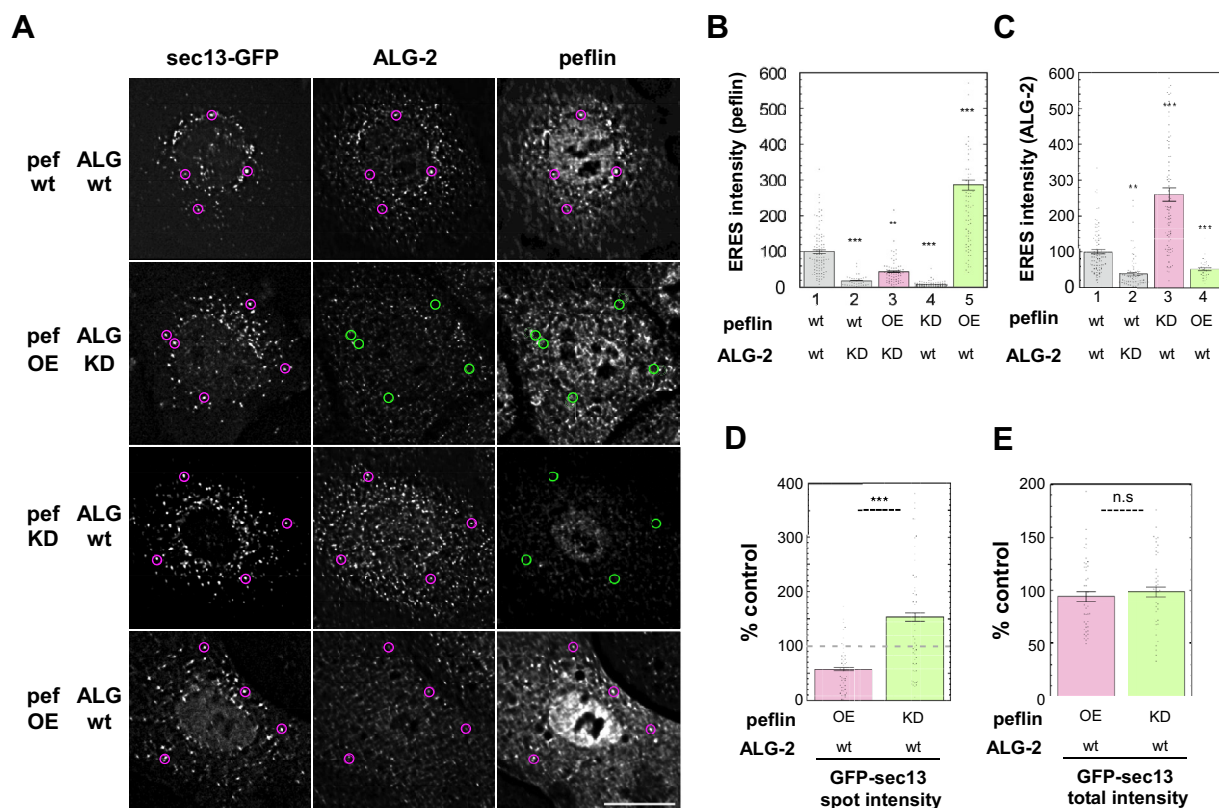 A
sec13-GFP ALG-2 peflin
pef ALG
wt wt
pef ALG
OE KD
pef ALG
KD wt
pef ALG
OE wt
B
ERES intensity (peflin)
600
500
400
300
200
100
0
*** ** *** ***
1 2 3 4 5
peflin wt wt OE KD OE
ALG-2 wt KD KD wt wt
C
ERES intensity (ALG-2)
600
500
400
300
200
100
0
** *** ***
1 2 3 4
peflin wt wt KD OE
ALG-2 wt KD wt wt
D
% control
400
300
200
100
0
***
peflin OE KD
ALG-2 wt wt
GFP-sec13
spot intensity
E
% control
200
150
100
50
0
n.s
peflin OE KD
ALG-2 wt wt
GFP-sec13
total intensity